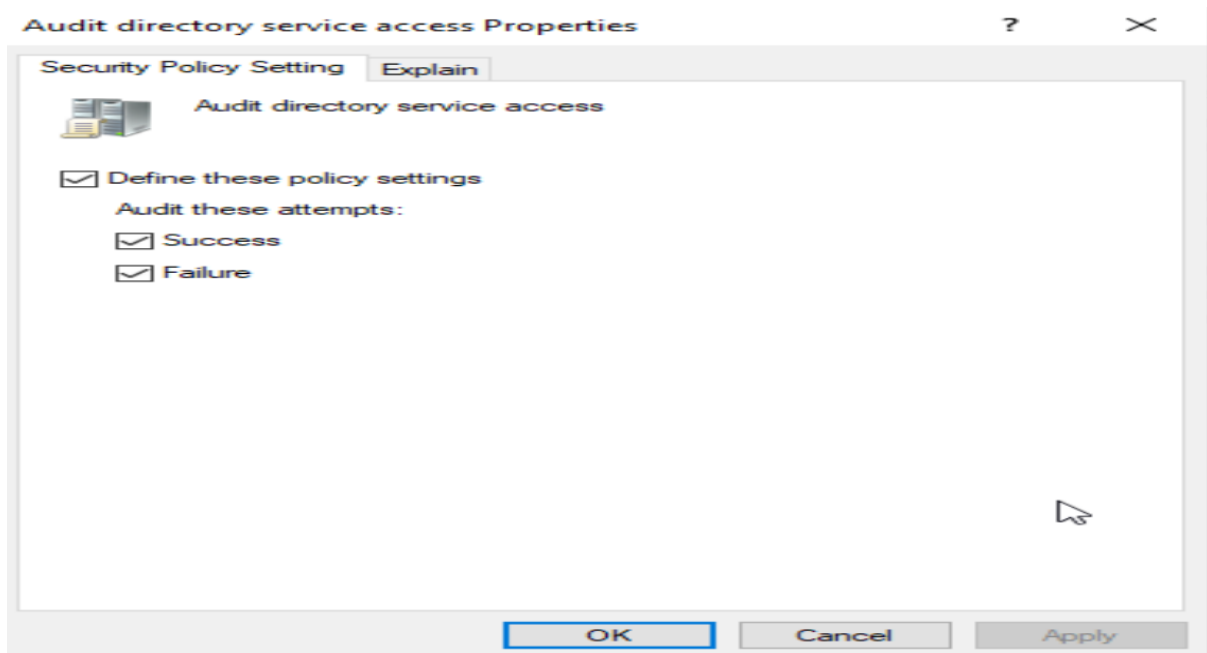 Audit directory service access Properties
? ×
Security Policy Setting Explain
Audit directory service access
Define these policy settings
Audit these attempts:
Success
Failure
OK Cancel Apply